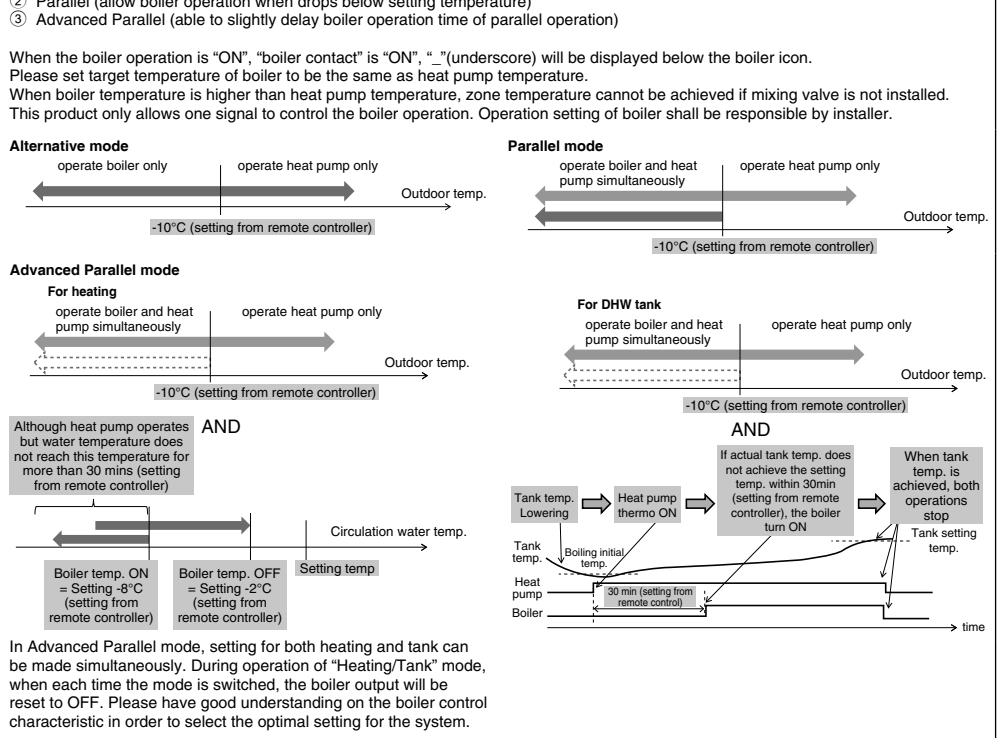 ② Parallel (allow boiler operation when drops below setting temperature)
③ Advanced Parallel (able to slightly delay boiler operation time of parallel operation)
When the boiler operation is “ON”, “boiler contact” is “ON”, “_”(underscore) will be displayed below the boiler icon.
Please set target temperature of boiler to be the same as heat pump temperature.
When boiler temperature is higher than heat pump temperature, zone temperature cannot be achieved if mixing valve is not installed.
This product only allows one signal to control the boiler operation. Operation setting of boiler shall be responsible by installer.
Alternative mode
operate boiler only
operate heat pump only
Outdoor temp.
-10°C (setting from remote controller)
Parallel mode
operate boiler and heat
pump simultaneously
operate heat pump only
Outdoor temp.
-10°C (setting from remote controller)
Advanced Parallel mode
For heating
operate boiler and heat
pump simultaneously
operate heat pump only
Outdoor temp.
-10°C (setting from remote controller)
Although heat pump operates
but water temperature does
not reach this temperature for
more than 30 mins (setting
from remote controller)
AND
Circulation water temp.
Boiler temp. ON
= Setting -8°C
(setting from
remote controller)
Boiler temp. OFF
= Setting -2°C
(setting from
remote controller)
Setting temp
For DHW tank
operate boiler and heat
pump simultaneously
operate heat pump only
Outdoor temp.
-10°C (setting from remote controller)
AND
Tank temp.
Lowering
Heat pump
thermo ON
If actual tank temp. does
not achieve the setting
temp. within 30min
(setting from remote
controller), the boiler
turn ON
When tank
temp. is
achieved, both
operations
stop
Tank setting
temp.
Tank
temp.
Boiling initial
temp.
Heat
pump
30 min (setting from
remote control)
Boiler
time
In Advanced Parallel mode, setting for both heating and tank can
be made simultaneously. During operation of “Heating/Tank” mode,
when each time the mode is switched, the boiler output will be
reset to OFF. Please have good understanding on the boiler control
characteristic in order to select the optimal setting for the system.